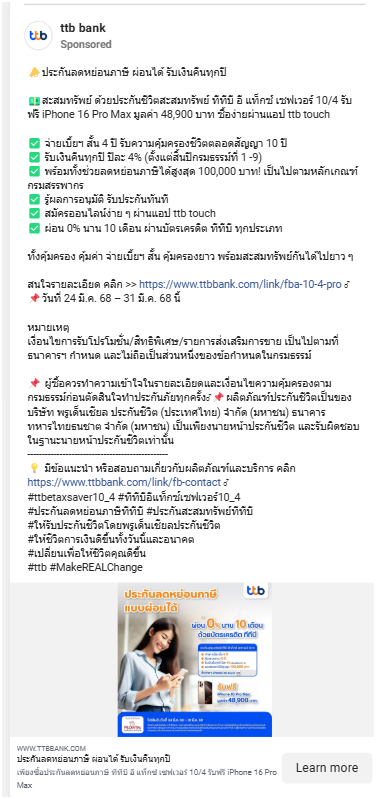 ttb bank
Sponsored
🔔 ประกันลดหย่อนภาษี ผ่อนได้ รับเงินคืนทุกปี
💵สะสมทรัพย์ ด้วยประกันชีวิตสะสมทรัพย์ ทีทีบี อี แท็กซ์ เซฟเวอร์ 10/4 รับ
ฟรี iPhone 16 Pro Max มูลค่า 48,900 บาท ซื้อง่ายผ่านแอป ttb touch
✅ จ่ายเบี้ยฯ สั้น 4 ปี รับความคุ้มครองชีวิตตลอดสัญญา 10 ปี
✅ รับเงินคืนทุกปี ปีละ 4% (ตั้งแต่สิ้นปีกรมธรรม์ที่ 1 -9)
✅ พร้อมทั้งช่วยลดหย่อนภาษีได้สูงสุด 100,000 บาท! เป็นไปตามหลักเกณฑ์
กรมสรรพากร
✅ รู้ผลการอนุมัติ รับประกันทันที
✅ สมัครออนไลน์ง่าย ๆ ผ่านแอป ttb touch
✅ ผ่อน 0% นาน 10 เดือน ผ่านบัตรเครดิต ทีทีบี ทุกประเภท
ทั้งคุ้มครอง คุ้มค่า จ่ายเบี้ยฯ สั้น คุ้มครองยาว พร้อมสะสมทรัพย์กันได้ไปยาว ๆ
สนใจรายละเอียด คลิก >> https://www.ttbbank.com/link/fba-10-4-pro
📌วันที่ 24 มี.ค. 68 – 31 มี.ค. 68 นี้
หมายเหตุ
เงื่อนไขการรับโปรโมชั่น/สิทธิพิเศษ/รายการส่งเสริมการขาย เป็นไปตามที่
ธนาคารฯ กำหนด และไม่ถือเป็นส่วนหนึ่งของข้อกำหนดในกรมธรรม์
📌 ผู้ซื้อควรทำความเข้าใจในรายละเอียดและเงื่อนไขความคุ้มครองตาม
กรมธรรม์ก่อนตัดสินใจทำประกันภัยทุกครั้ง 📌ผลิตภัณฑ์ประกันชีวิตเป็นของ
บริษัท พรูเด็นเชียล ประกันชีวิต (ประเทศไทย) จำกัด (มหาชน) ธนาคาร
ทหารไทยธนชาต จำกัด (มหาชน) เป็นเพียงนายหน้าประกันชีวิต และรับผิดชอบ
ในฐานะนายหน้าประกันชีวิตเท่านั้น
----------------------------------------------
💡 มีข้อแนะนำ หรือสอบถามเกี่ยวกับผลิตภัณฑ์และบริการ คลิก
https://www.ttbbank.com/link/fb-contact
#ttbetaxsaver10_4 #ทีทีบีอีแท็กซ์เซฟเวอร์10_4
#ประกันลดหย่อนภาษีทีทีบี #ประกันสะสมทรัพย์ทีทีบี
#ให้รับประกันชีวิตโดยพรูเด็นเชียลประกันชีวิต
#ให้ชีวิตการเงินดีขึ้นทั้งวันนี้และอนาคต
#เปลี่ยนเพื่อให้ชีวิตคุณดีขึ้น
#ttb #MakeREALChange
ประกันลดหย่อนภาษี
แบบผ่อนได้
ttb
ผ่อน 0% นาน 10 เดือน
ด้วยบัตรเครดิต ทีทีบี
รับฟรี
iPhone 16 Pro Max
มูลค่า 48,900
PRUDENTIAL
WWW.TTBBANK.COM
ประกันลดหย่อนภาษี ผ่อนได้ รับเงินคืนทุกปี
เพียงซื้อประกันลดหย่อนภาษี ทีทีบี อี แท็กซ์ เซฟเวอร์ 10/4 รับฟรี iPhone 16 Pro
Max
Learn more